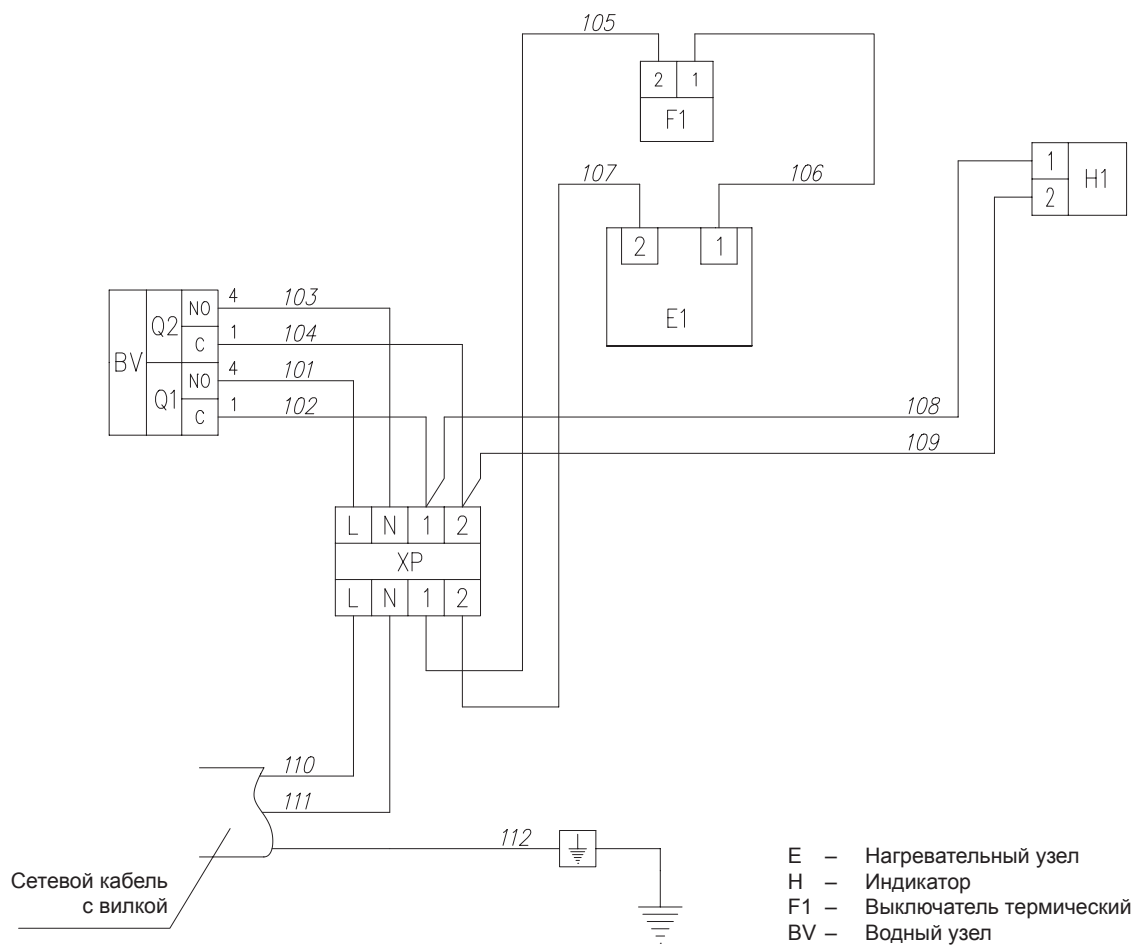 105
2 1
F1
107 106
1
2 H1
2 1
E1
NO 4 103
Q2
C 1 104
BV
NO 4 101
Q1
C 1 102
108
109
L N 1 2
XP
L N 1 2
110
111
112
Сетевой кабель
с вилкой
E – Нагревательный узел
H – Индикатор
F1 – Выключатель термический
BV – Водный узел